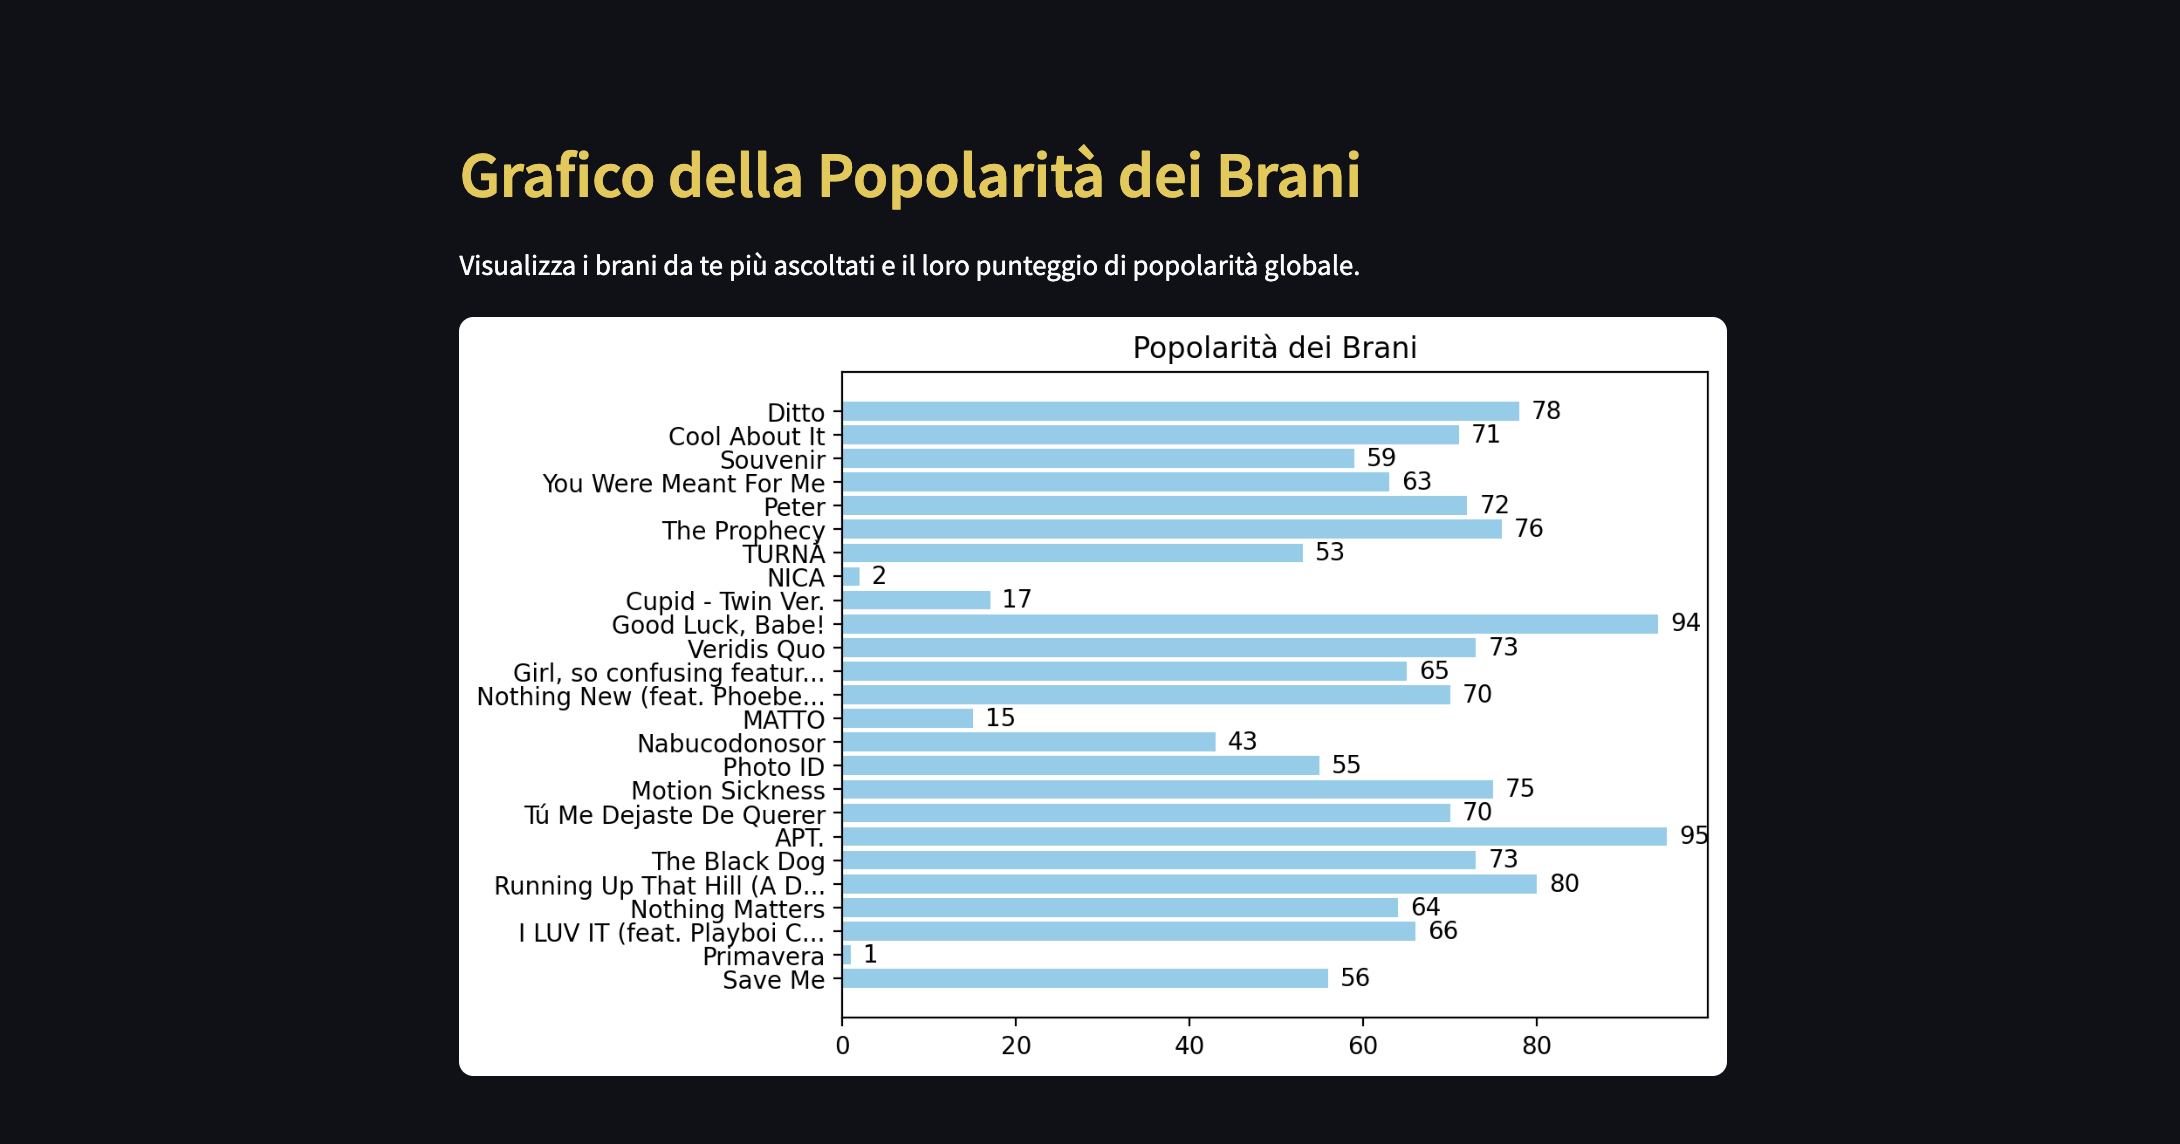 Grafico della Popolarità dei Brani
Visualizza i brani da te più ascoltati e il loro punteggio di popolarità globale.
Popolarità dei Brani
Ditto 78
Cool About It 71
Souvenir 59
You Were Meant For Me 63
Peter 72
The Prophecy 76
TURNA 53
NICA 2
Cupid - Twin Ver. 17
Good Luck, Babe! 94
Veridis Quo 73
Girl, so confusing featur... 65
Nothing New (feat. Phoebe... 70
MATTO 15
Nabucodonosor 43
Photo ID 55
Motion Sickness 75
Tú Me Dejaste De Querer 70
APT. 95
The Black Dog 73
Running Up That Hill (A D... 80
Nothing Matters 64
I LUV IT (feat. Playboi C... 66
Primavera 1
Save Me 56
0 20 40 60 80